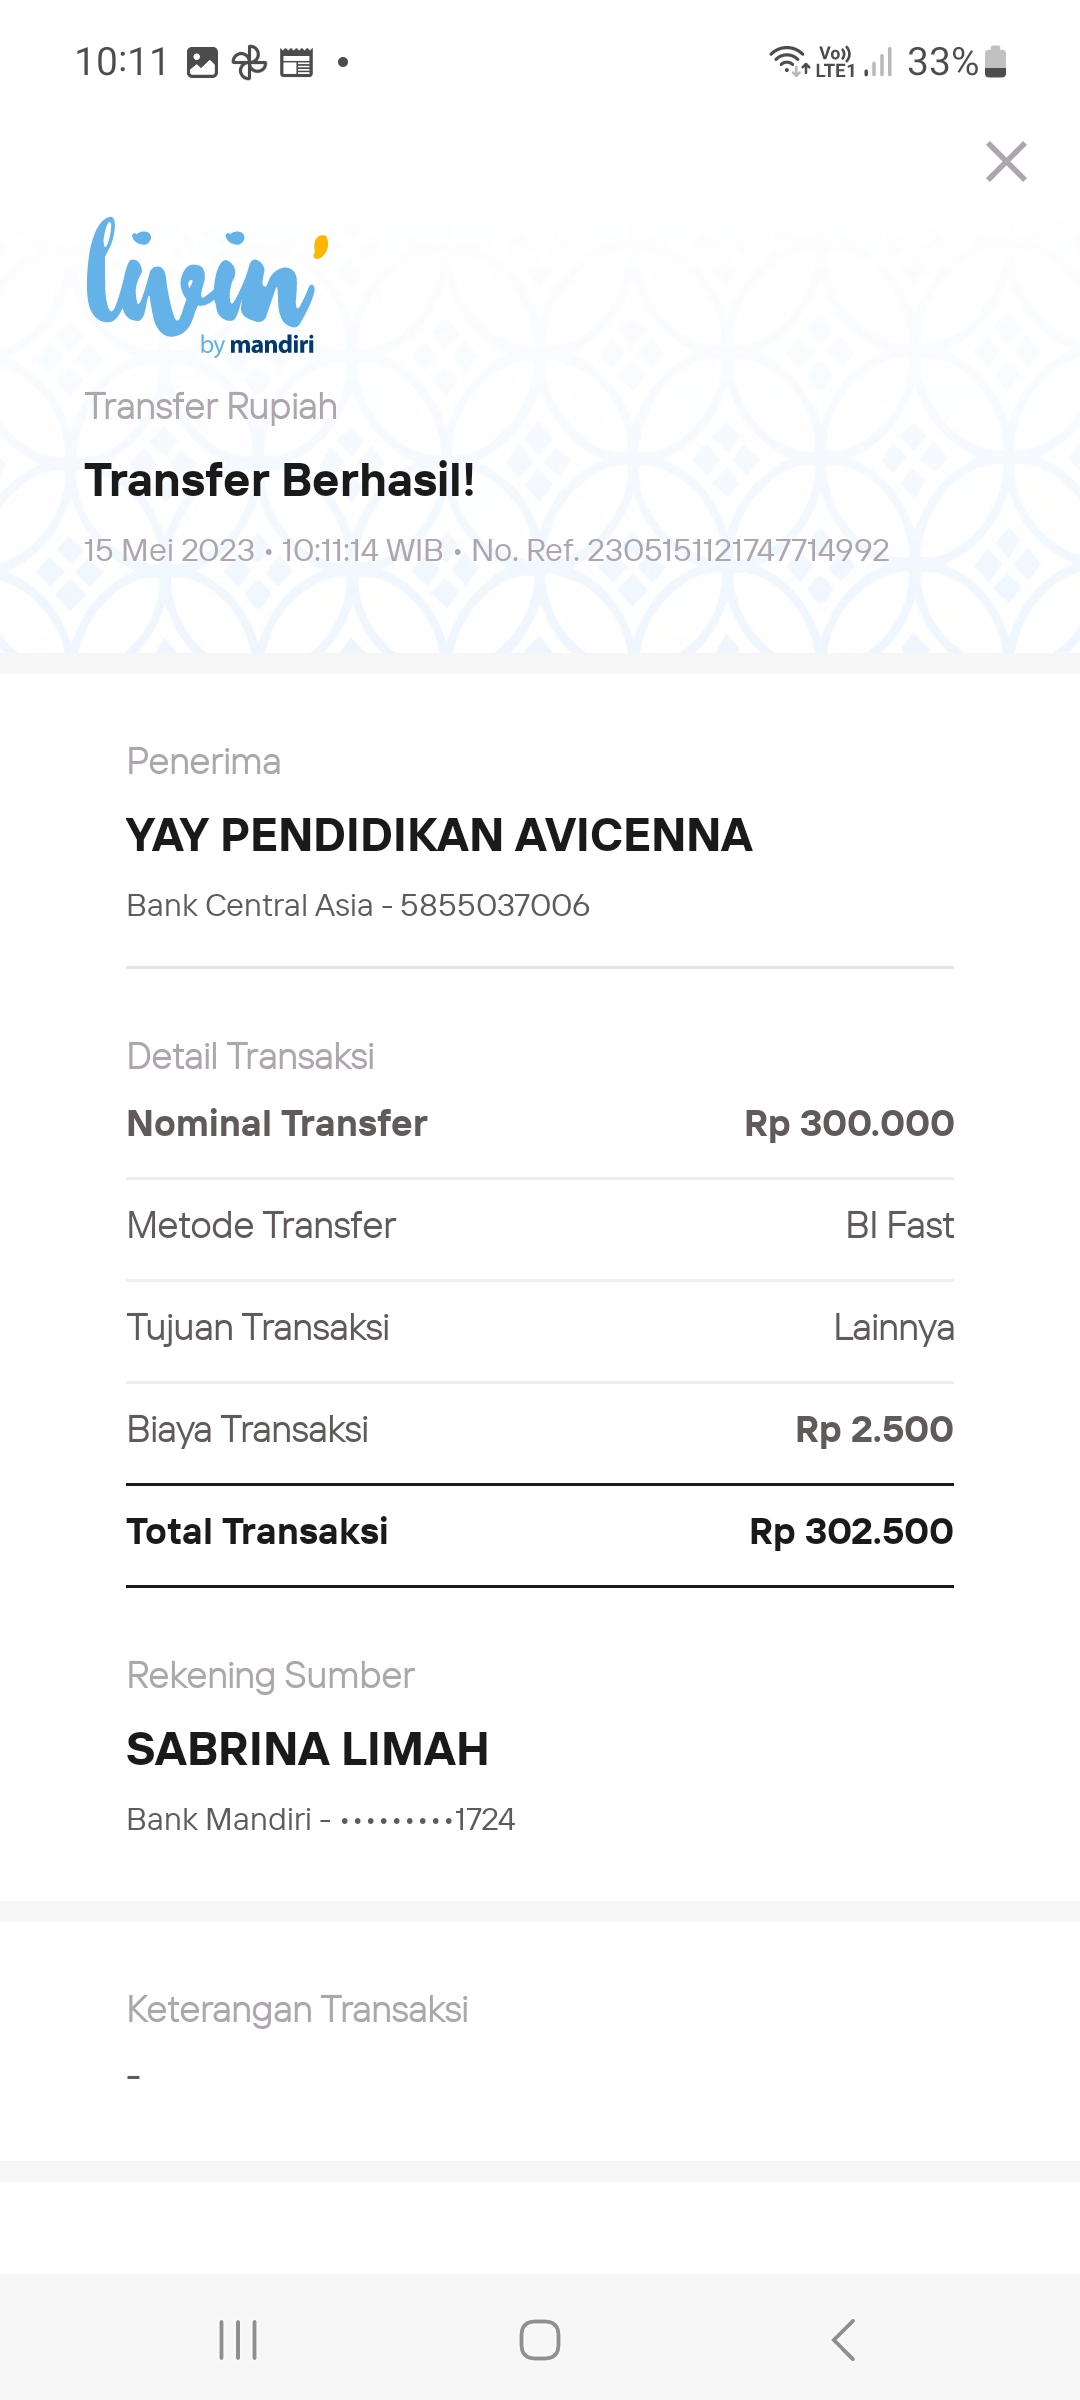 10:11
Vo))
LTE1
33%
livin'
by mandiri
Transfer Rupiah
Transfer Berhasil!
15 Mei 2023 • 10:11:14 WIB • No. Ref. 2305151121747714992
Penerima
YAY PENDIDIKAN AVICENNA
Bank Central Asia - 5855037006
Detail Transaksi
Nominal Transfer Rp 300.000
Metode Transfer BI Fast
Tujuan Transaksi Lainnya
Biaya Transaksi Rp 2.500
Total Transaksi Rp 302.500
Rekening Sumber
SABRINA LIMAH
Bank Mandiri - •••••••••1724
Keterangan Transaksi
-